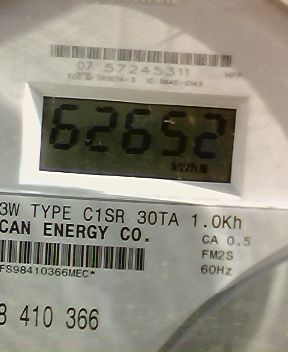 07 57245311
62652
kWh
3W TYPE C1SR 30TA 1.0Kh
CAN ENERGY CO.
CA 0.5
FM2S
60Hz
FS98410366MEC*
8 410 366